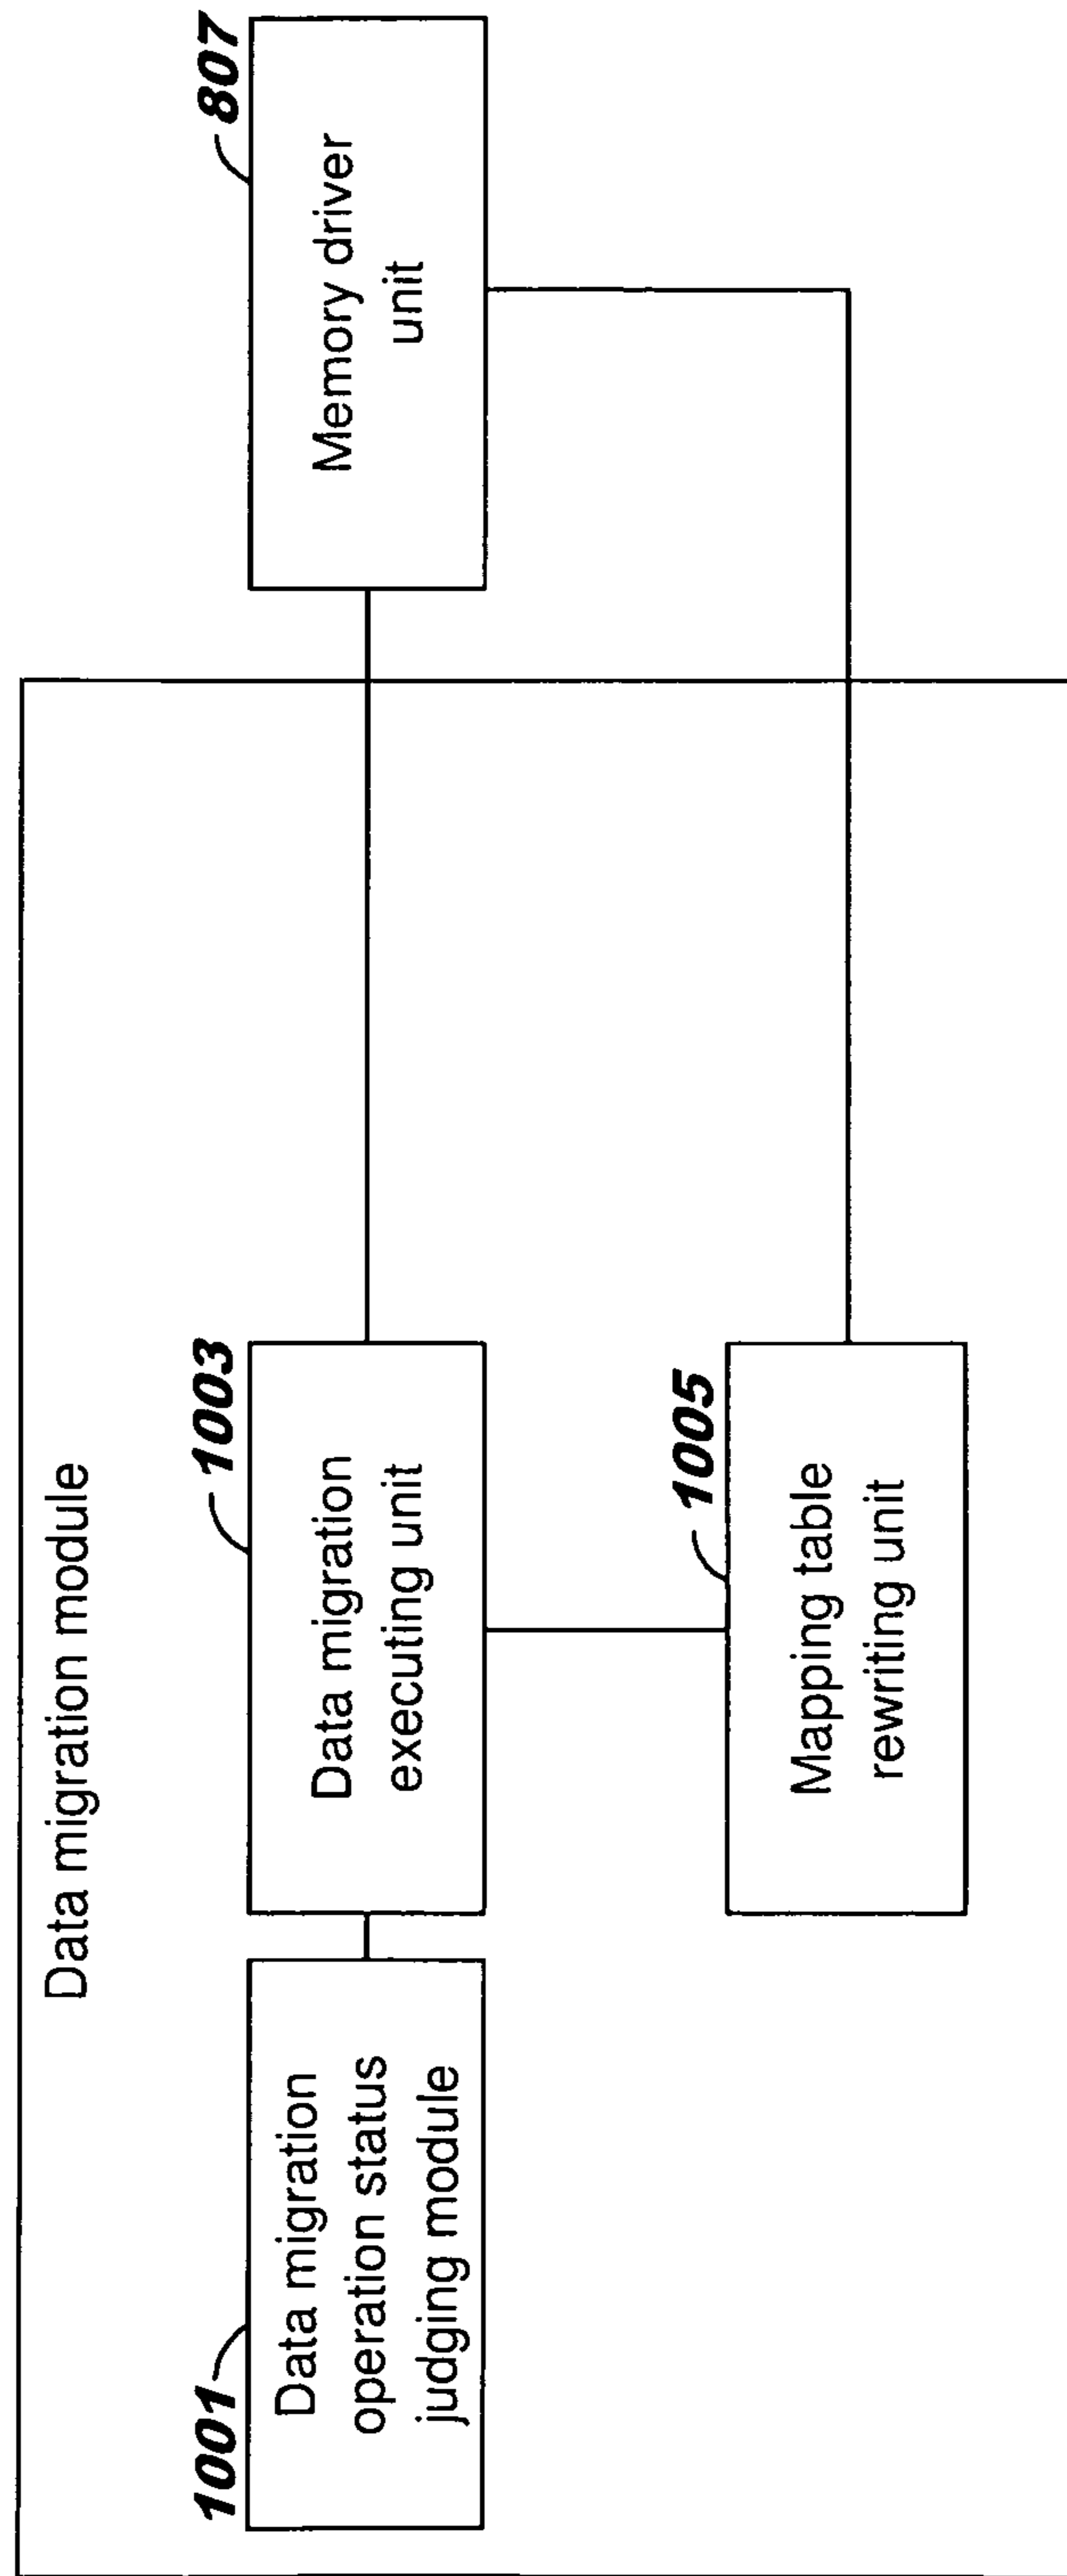 Data migration module
1001
Data migration
operation status
judging module
1003
Data migration
executing unit
807
Memory driver
unit
1005
Mapping table
rewriting unit